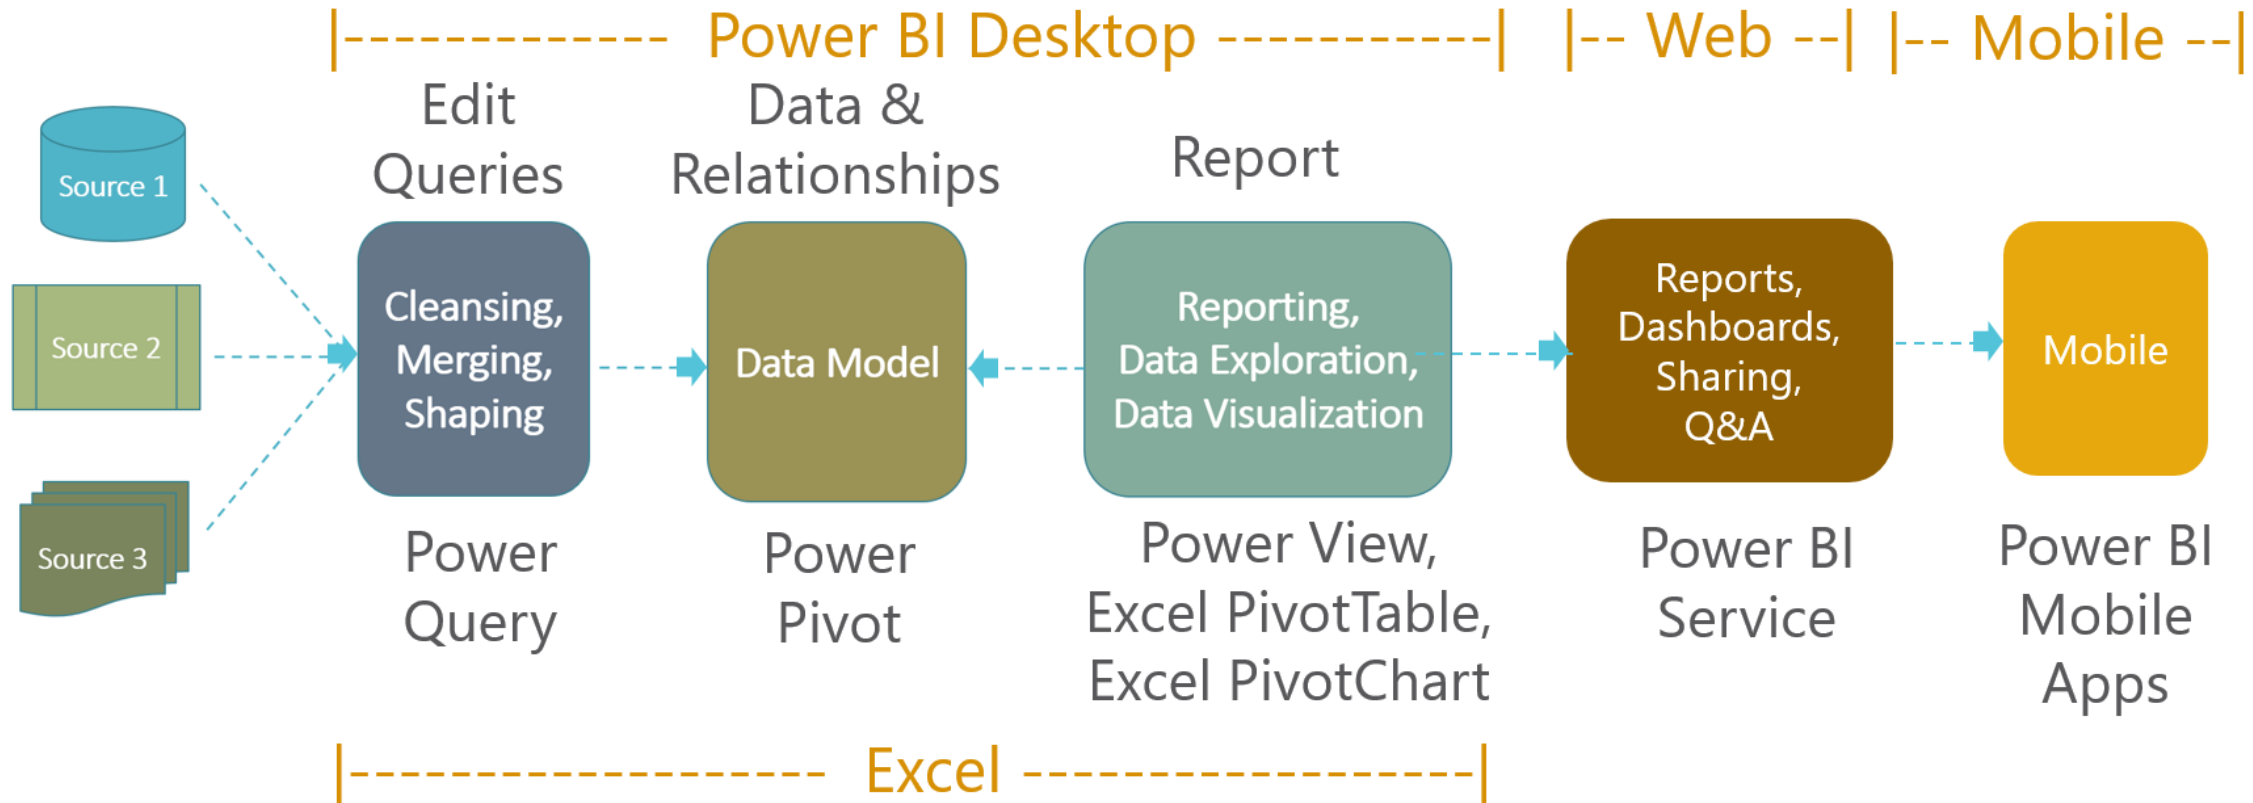 |------------- Power BI Desktop -----------|
|-- Web --|
|-- Mobile --|
Edit
Queries
Data &
Relationships
Report
Source 1
Source 2
Source 3
Cleansing,
Merging,
Shaping
Data Model
Reporting,
Data Exploration,
Data Visualization
Reports,
Dashboards,
Sharing,
Q&A
Mobile
Power
Query
Power
Pivot
Power View,
Excel PivotTable,
Excel PivotChart
Power BI
Service
Power BI
Mobile
Apps
|------------------- Excel ------------------|